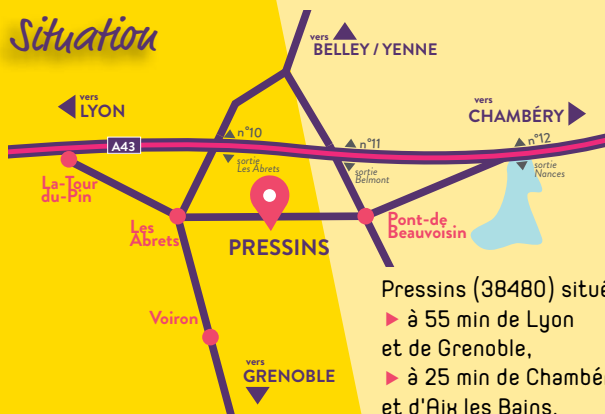 Situation
vers
BELLEY / YENNE
vers
LYON
vers
CHAMBÉRY
A43
n°10
sortie
Les Abrets
n°11
sortie
Belmont
n°12
sortie
Nances
La-Tour
du-Pin
Les
Abrets
PRESSINS
Pont-de
Beauvoisin
Voiron
vers
GRENOBLE
Pressins (38480) situé
à 55 min de Lyon
et de Grenoble,
à 25 min de Chambé
et d'Aix les Bains.